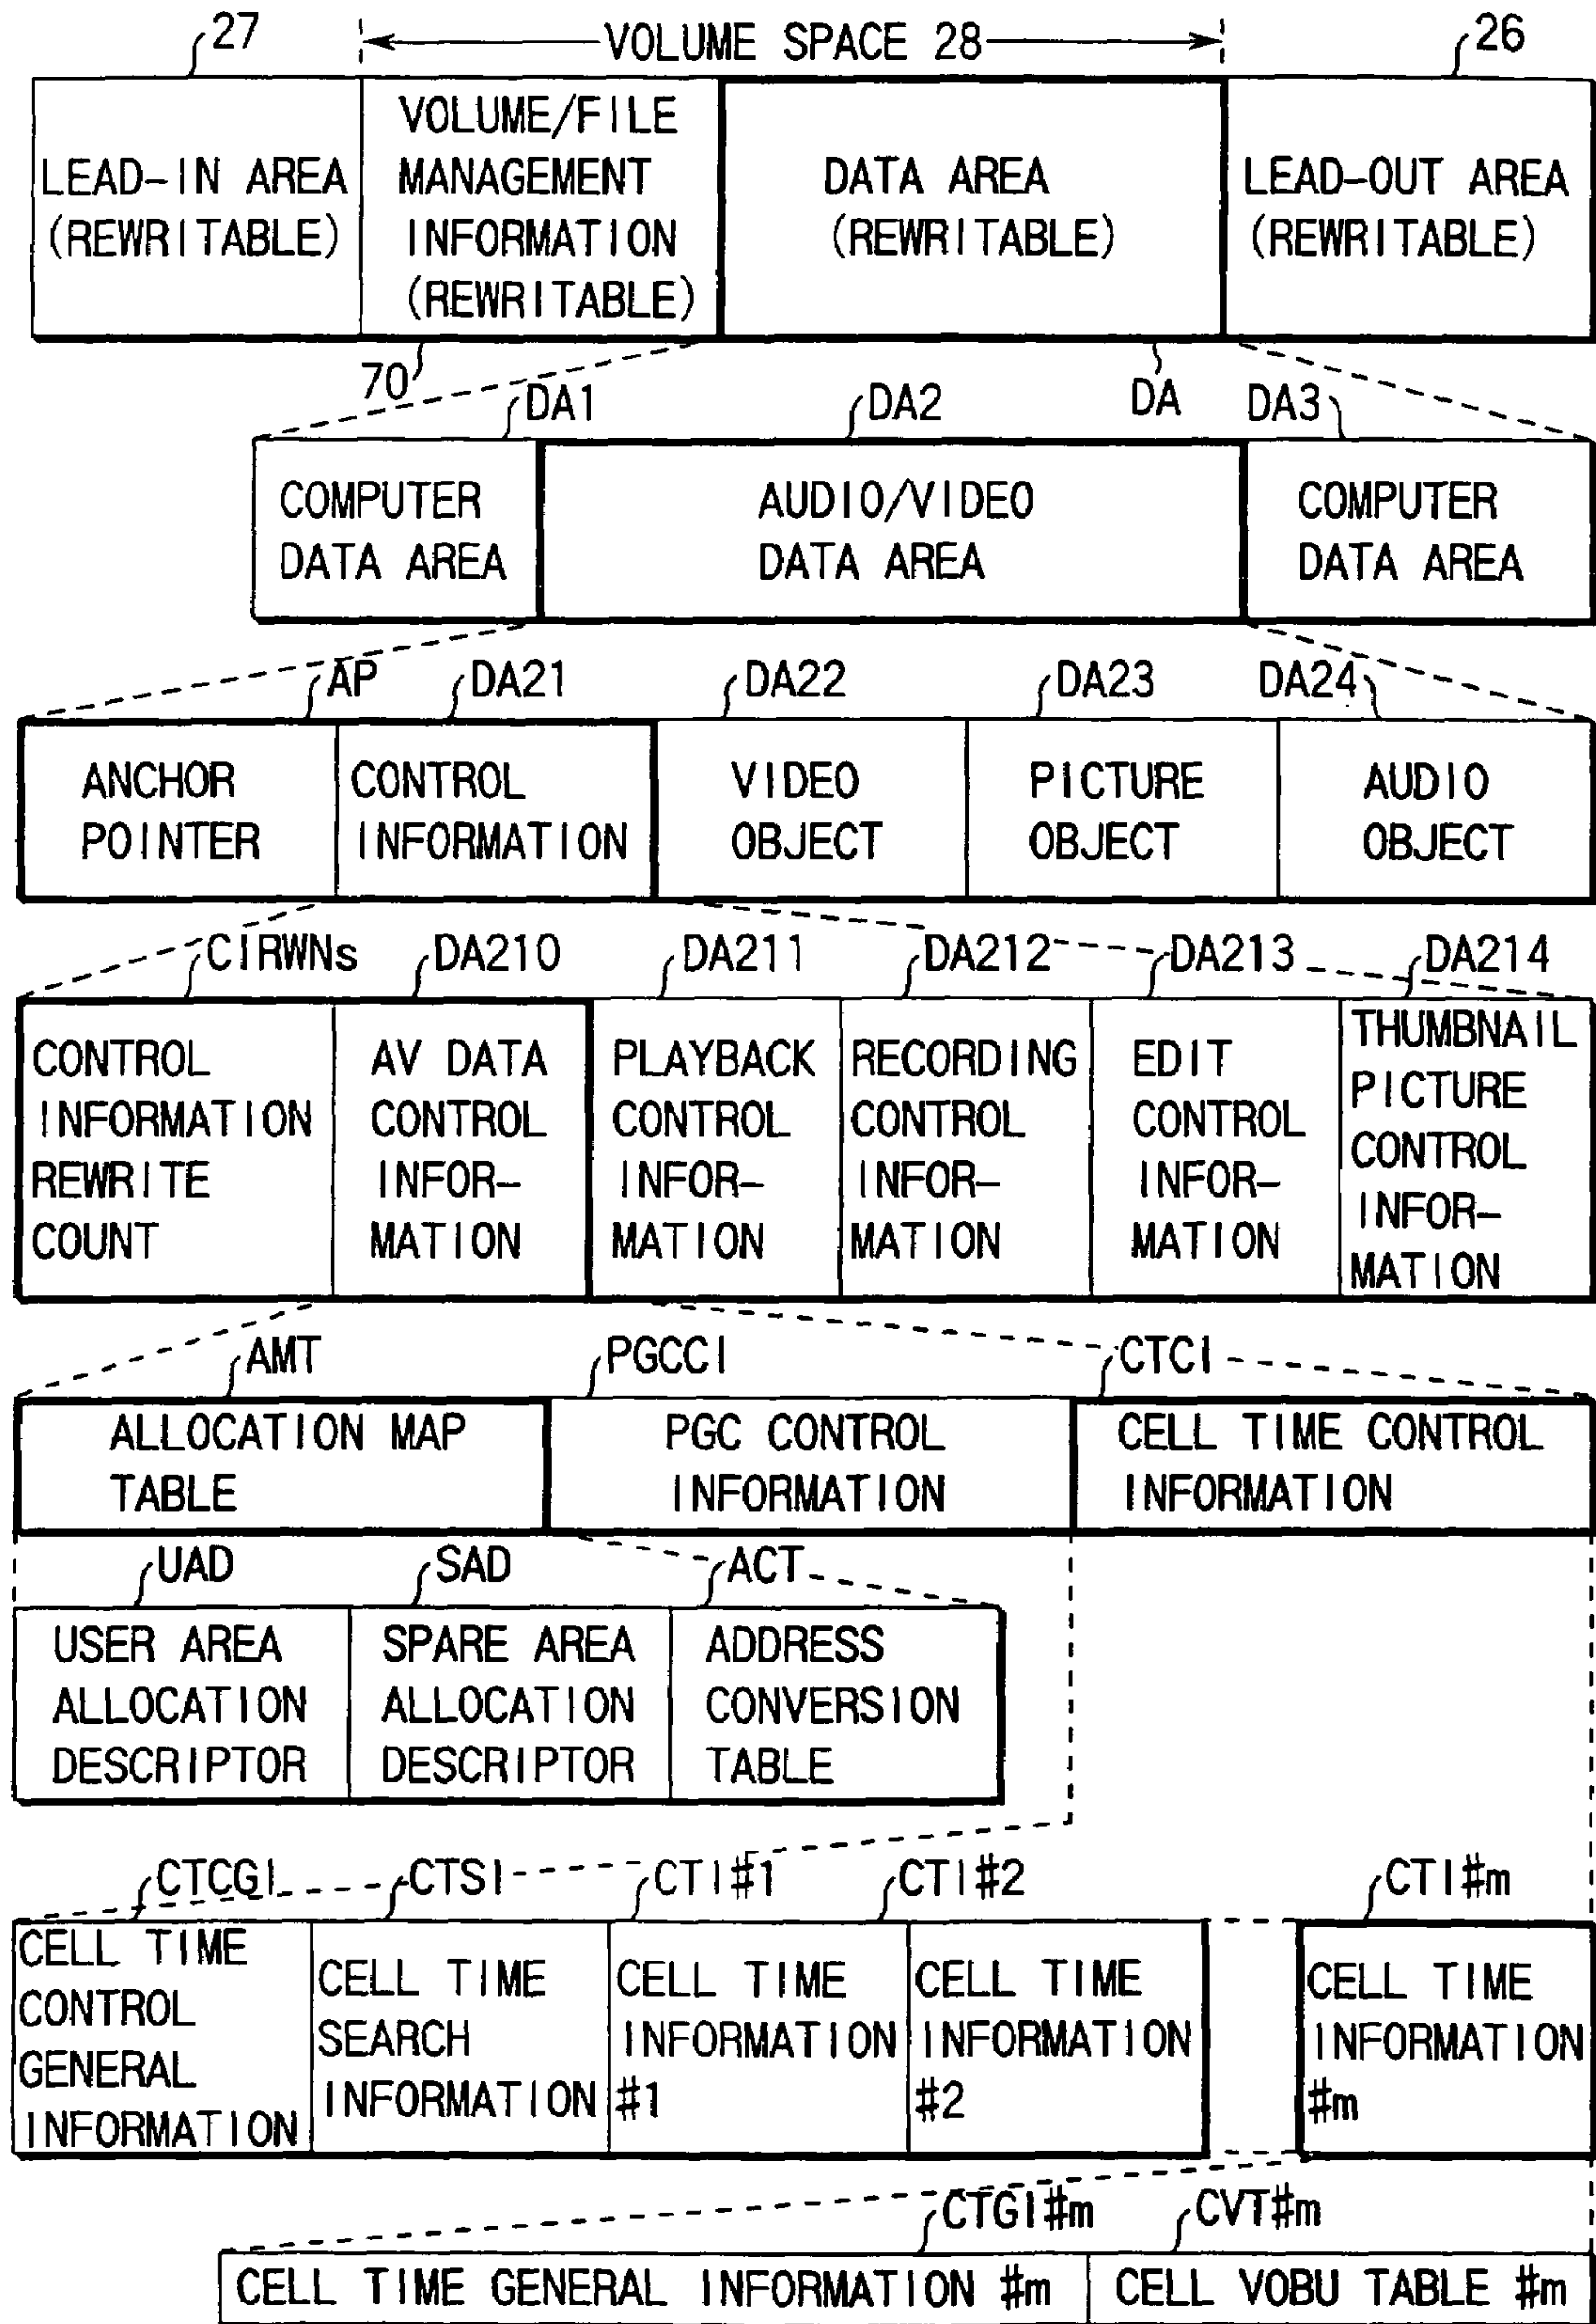 27
VOLUME SPACE 28
26
LEAD-IN AREA
(REWRITABLE)
VOLUME/FILE
MANAGEMENT
INFORMATION
(REWRITABLE)
DATA AREA
(REWRITABLE)
LEAD-OUT AREA
(REWRITABLE)
70
DA1
DA2
DA
DA3
COMPUTER
DATA AREA
AUDIO/VIDEO
DATA AREA
COMPUTER
DATA AREA
AP
DA21
DA22
DA23
DA24
ANCHOR
POINTER
CONTROL
INFORMATION
VIDEO
OBJECT
PICTURE
OBJECT
AUDIO
OBJECT
CIRWNs
DA210
DA211
DA212
DA213
DA214
CONTROL
INFORMATION
REWRITE
COUNT
AV DATA
CONTROL
INFOR-
MATION
PLAYBACK
CONTROL
INFOR-
MATION
RECORDING
CONTROL
INFOR-
MATION
EDIT
CONTROL
INFOR-
MATION
THUMBNAIL
PICTURE
CONTROL
INFOR-
MATION
AMT
PGCCI
CTCI
ALLOCATION MAP
TABLE
PGC CONTROL
INFORMATION
CELL TIME CONTROL
INFORMATION
UAD
SAD
ACT
USER AREA
ALLOCATION
DESCRIPTOR
SPARE AREA
ALLOCATION
DESCRIPTOR
ADDRESS
CONVERSION
TABLE
CTCGI
CTSI
CTI#1
CTI#2
CTI#m
CELL TIME
CONTROL
GENERAL
INFORMATION
CELL TIME
SEARCH
INFORMATION
CELL TIME
INFORMATION
#1
CELL TIME
INFORMATION
#2
CELL TIME
INFORMATION
#m
CTGI#m
CVT#m
CELL TIME GENERAL INFORMATION #m
CELL VOBU TABLE #m